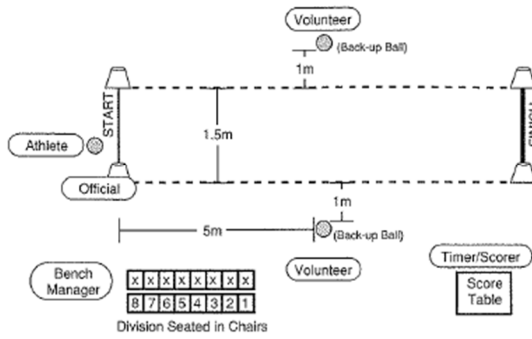 Volunteer
(Back-up Ball)
1m
START
1.5m
Athlete
Official
1m
5m
(Back-up Ball)
Volunteer
Timer/Scorer
Bench
Manager
x x x x x x x x
8 7 6 5 4 3 2 1
Score
Table
Division Seated in Chairs